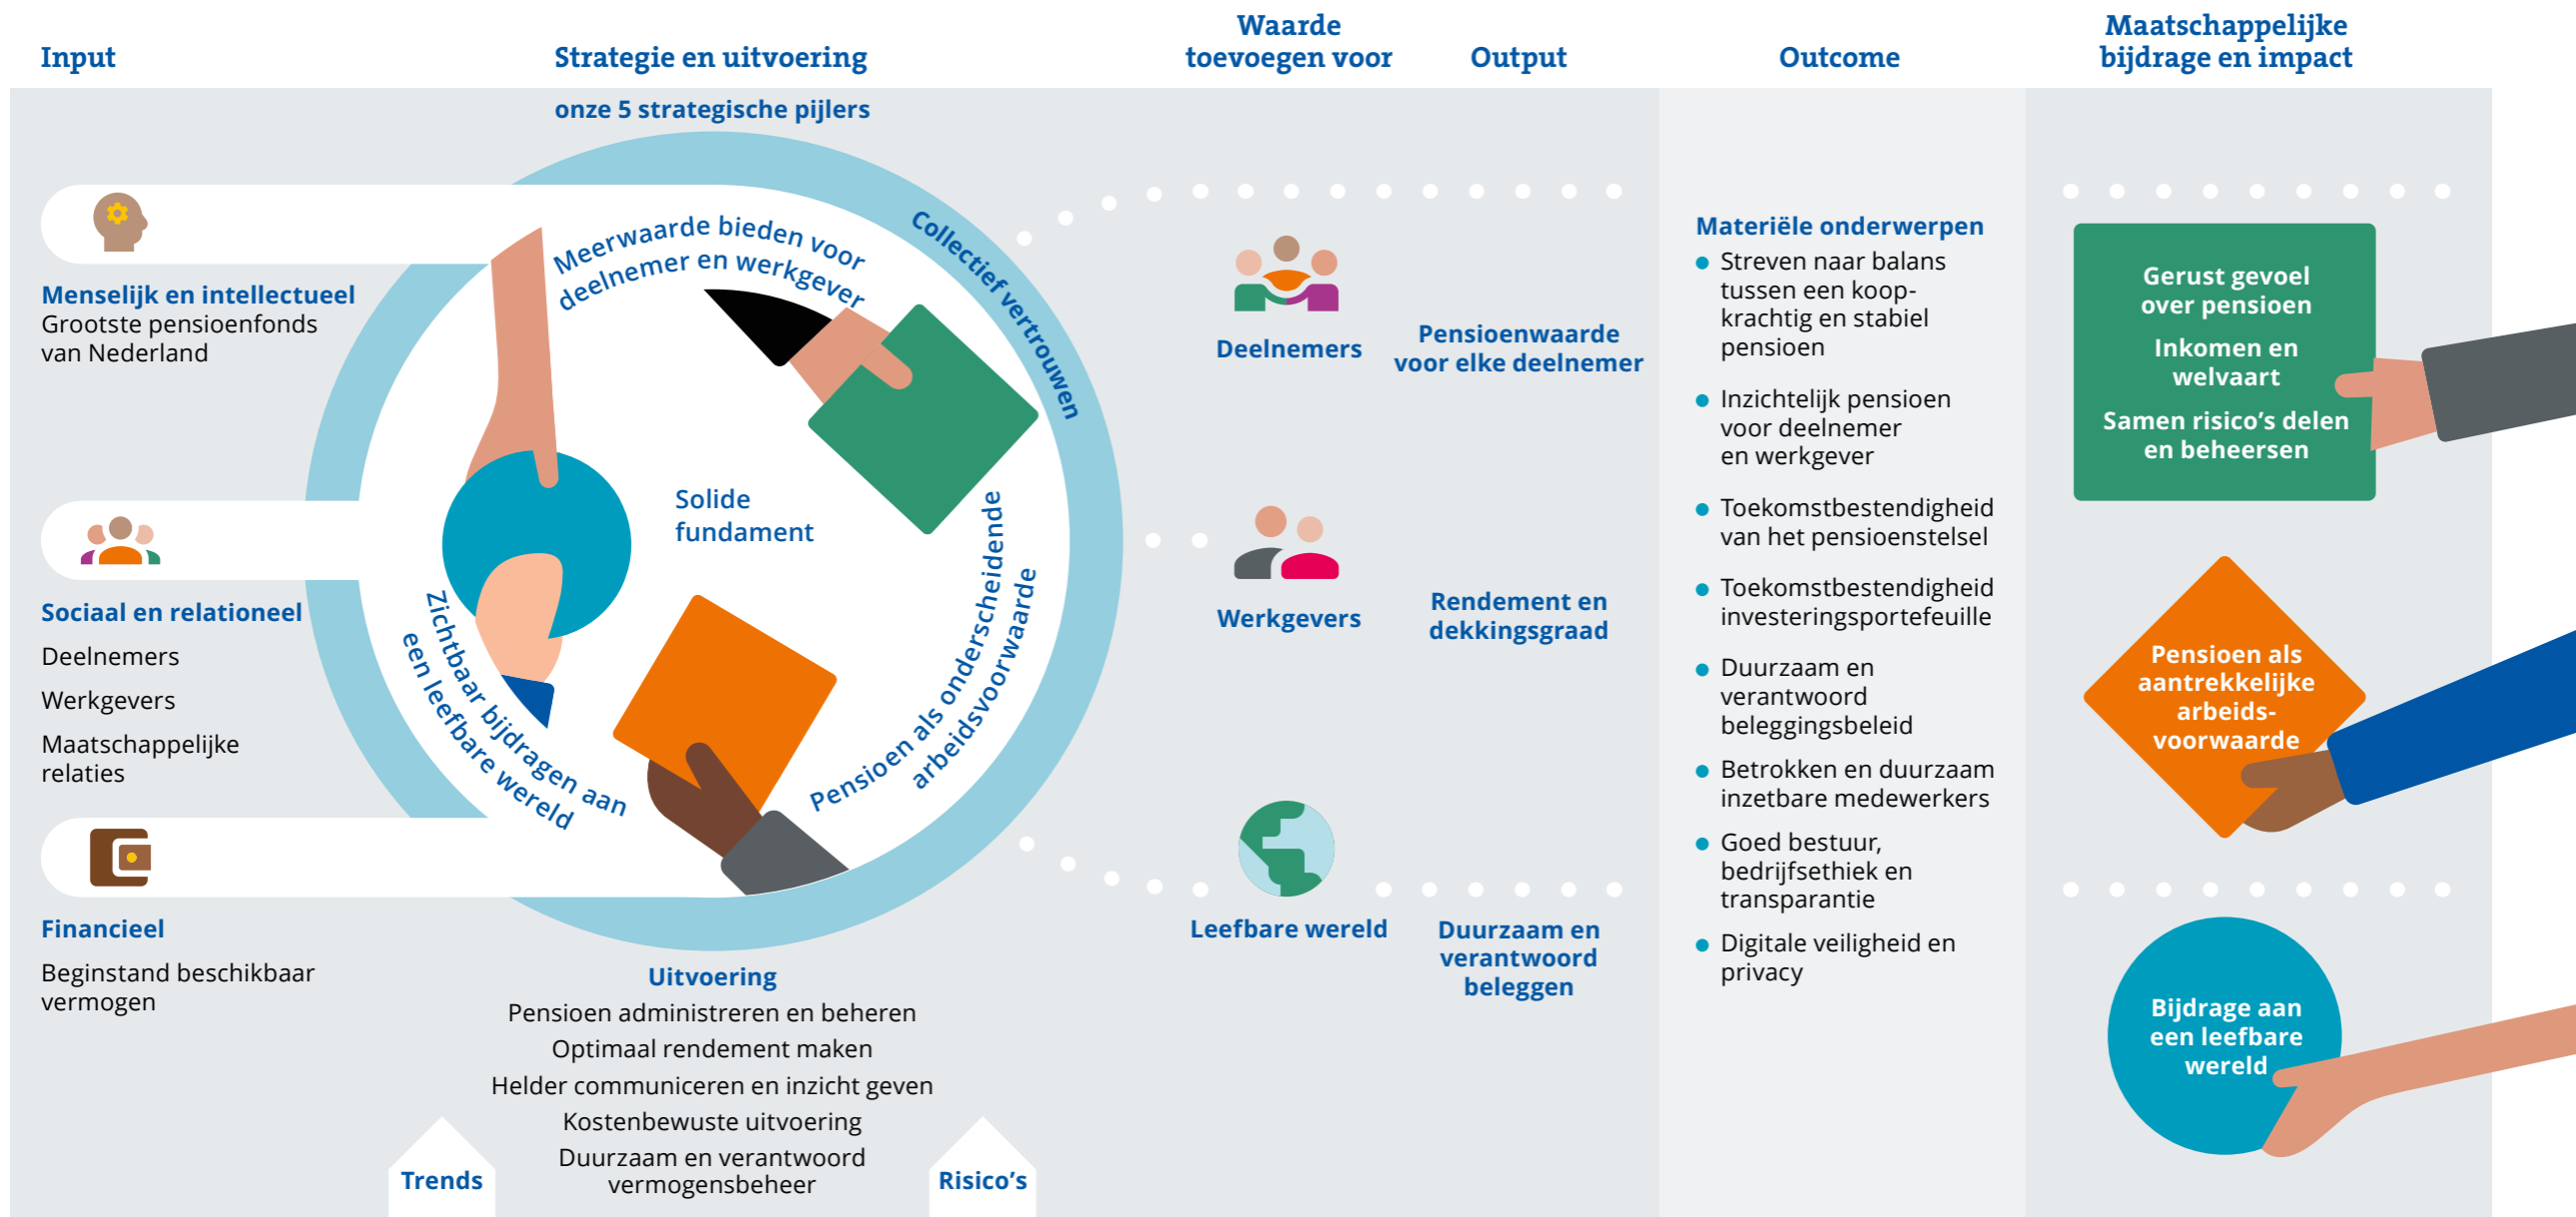 Input
Strategie en uitvoering
Waarde
toevoegen voor
Output
Outcome
Maatschappelijke
bijdrage en impact
onze 5 strategische pijlers
Menselijk en intellectueel
Grootste pensioenfonds
van Nederland
Sociaal en relationeel
Deelnemers
Werkgevers
Maatschappelijke
relaties
Financieel
Beginstand beschikbaar
vermogen
Meerwaarde bieden voor
deelnemer en werkgever
Collectief vertrouwen
Solide
fundament
Pensioen als onderscheidende
arbeidsvoorwaarde
Zichtbaar bijdragen aan
een leefbare wereld
Uitvoering
Pensioen administreren en beheren
Optimaal rendement maken
Helder communiceren en inzicht geven
Kostenbewuste uitvoering
Duurzaam en verantwoord
vermogensbeheer
Trends
Risico's
Deelnemers
Werkgevers
Leefbare wereld
Pensioenwaarde
voor elke deelnemer
Rendement en
dekkingsgraad
Duurzaam en
verantwoord
beleggen
Materiële onderwerpen
Streven naar balans
tussen een koop-
krachtig en stabiel
pensioen
Inzichtelijk pensioen
voor deelnemer
en werkgever
Toekomstbestendigheid
van het pensioenstelsel
Toekomstbestendigheid
investeringsportefeuille
Duurzaam en
verantwoord
beleggingsbeleid
Betrokken en duurzaam
inzetbare medewerkers
Goed bestuur,
bedrijfsethiek en
transparantie
Digitale veiligheid en
privacy
Gerust gevoel
over pensioen
Inkomen en
welvaart
Samen risico's delen
en beheersen
Pensioen als
aantrekkelijke
arbeids-
voorwaarde
Bijdrage aan
een leefbare
wereld